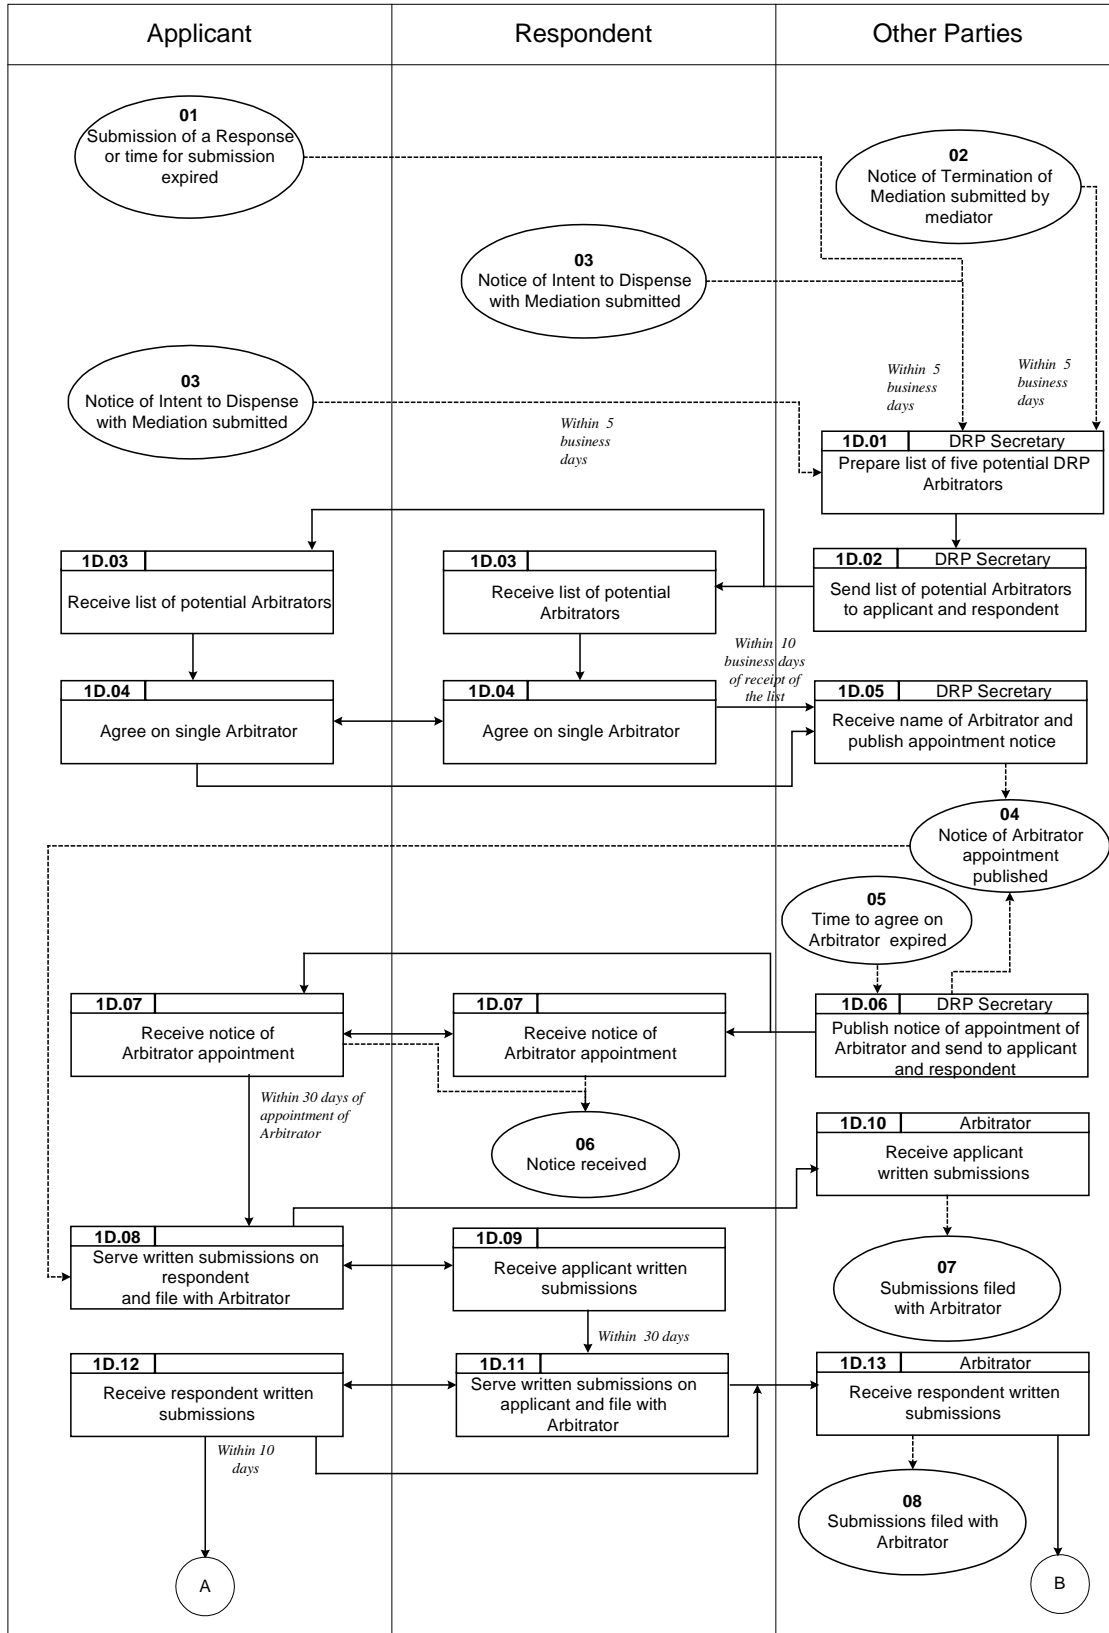 Applicant
Respondent
Other Parties
01
Submission of a Response
or time for submission
expired
02
Notice of Termination of
Mediation submitted by
mediator
03
Notice of Intent to Dispense
with Mediation submitted
03
Notice of Intent to Dispense
with Mediation submitted
Within 5
business
days
Within 5
business
days
Within 5
business
days
1D.01
DRP Secretary
Prepare list of five potential DRP
Arbitrators
1D.03
Receive list of potential Arbitrators
1D.03
Receive list of potential
Arbitrators
1D.02
DRP Secretary
Send list of potential Arbitrators
to applicant and respondent
Within 10
business days
of receipt of
the list
1D.04
Agree on single Arbitrator
1D.04
Agree on single Arbitrator
1D.05
DRP Secretary
Receive name of Arbitrator and
publish appointment notice
04
Notice of Arbitrator
appointment
published
05
Time to agree on
Arbitrator expired
1D.07
Receive notice of
Arbitrator appointment
1D.07
Receive notice of
Arbitrator appointment
1D.06
DRP Secretary
Publish notice of appointment of
Arbitrator and send to applicant
and respondent
Within 30 days of
appointment of
Arbitrator
06
Notice received
1D.10
Arbitrator
Receive applicant
written submissions
1D.08
Serve written submissions on
respondent
and file with Arbitrator
1D.09
Receive applicant written
submissions
07
Submissions filed
with Arbitrator
Within 30 days
1D.12
Receive respondent written
submissions
1D.11
Serve written submissions on
applicant and file with
Arbitrator
1D.13
Arbitrator
Receive respondent written
submissions
Within 10
days
08
Submissions filed with
Arbitrator
A
B